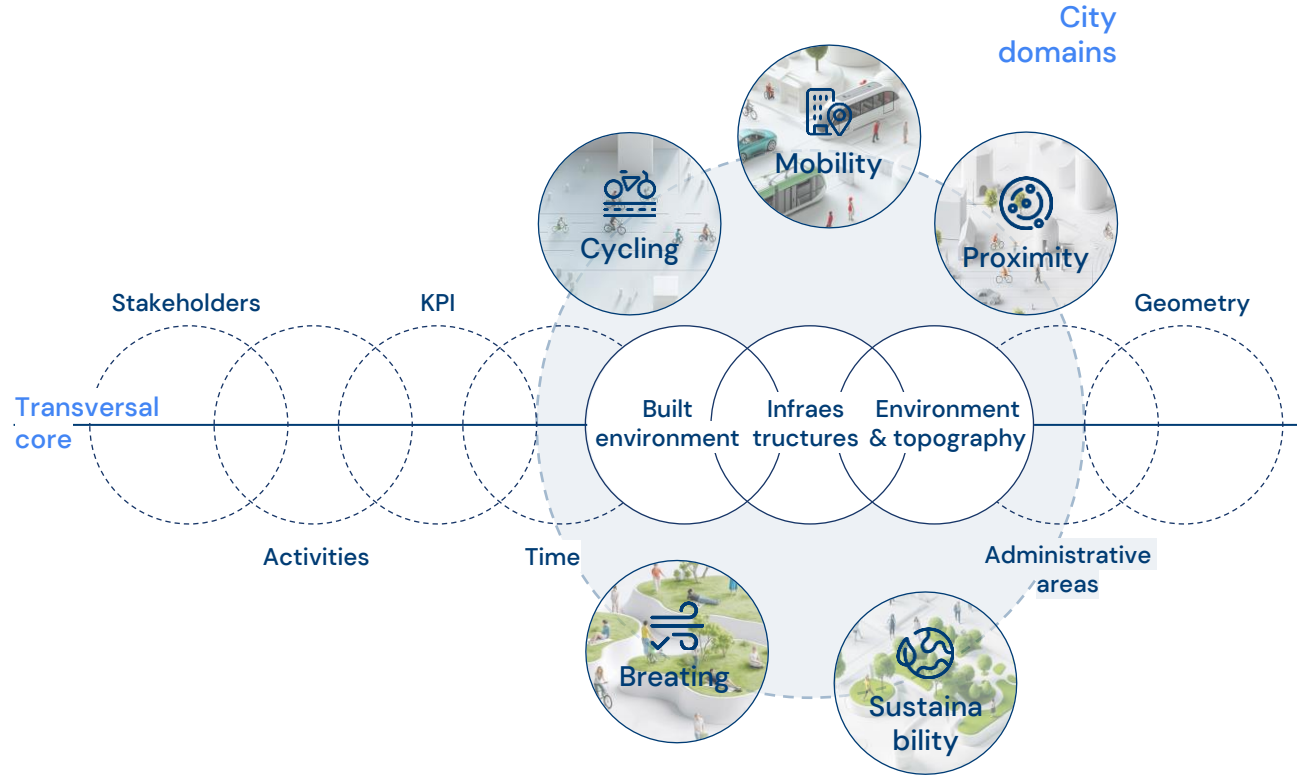 City
domains
Mobility
Cycling
Proximity
Stakeholders
KPI
Geometry
Transversal
core
Built
environment
Infraes
tructures
Environment
& topography
Activities
Time
Administrative
areas
Breating
Sustaina
bility